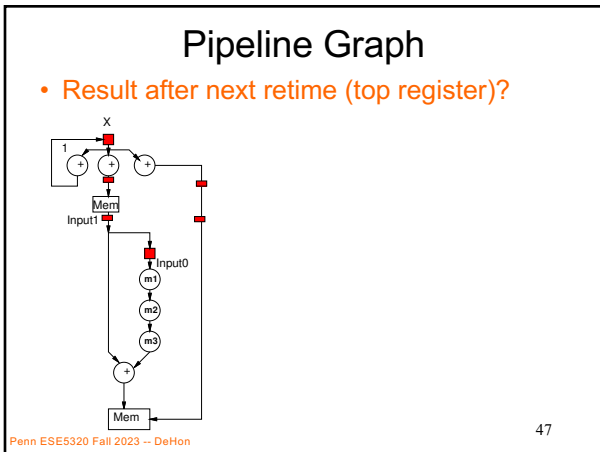 Pipeline Graph
• Result after next retime (top register)?
X
1
+ + +
Mem
Input1
Input0
m1
m2
m3
+
Mem
47
Penn ESE5320 Fall 2023 -- DeHon